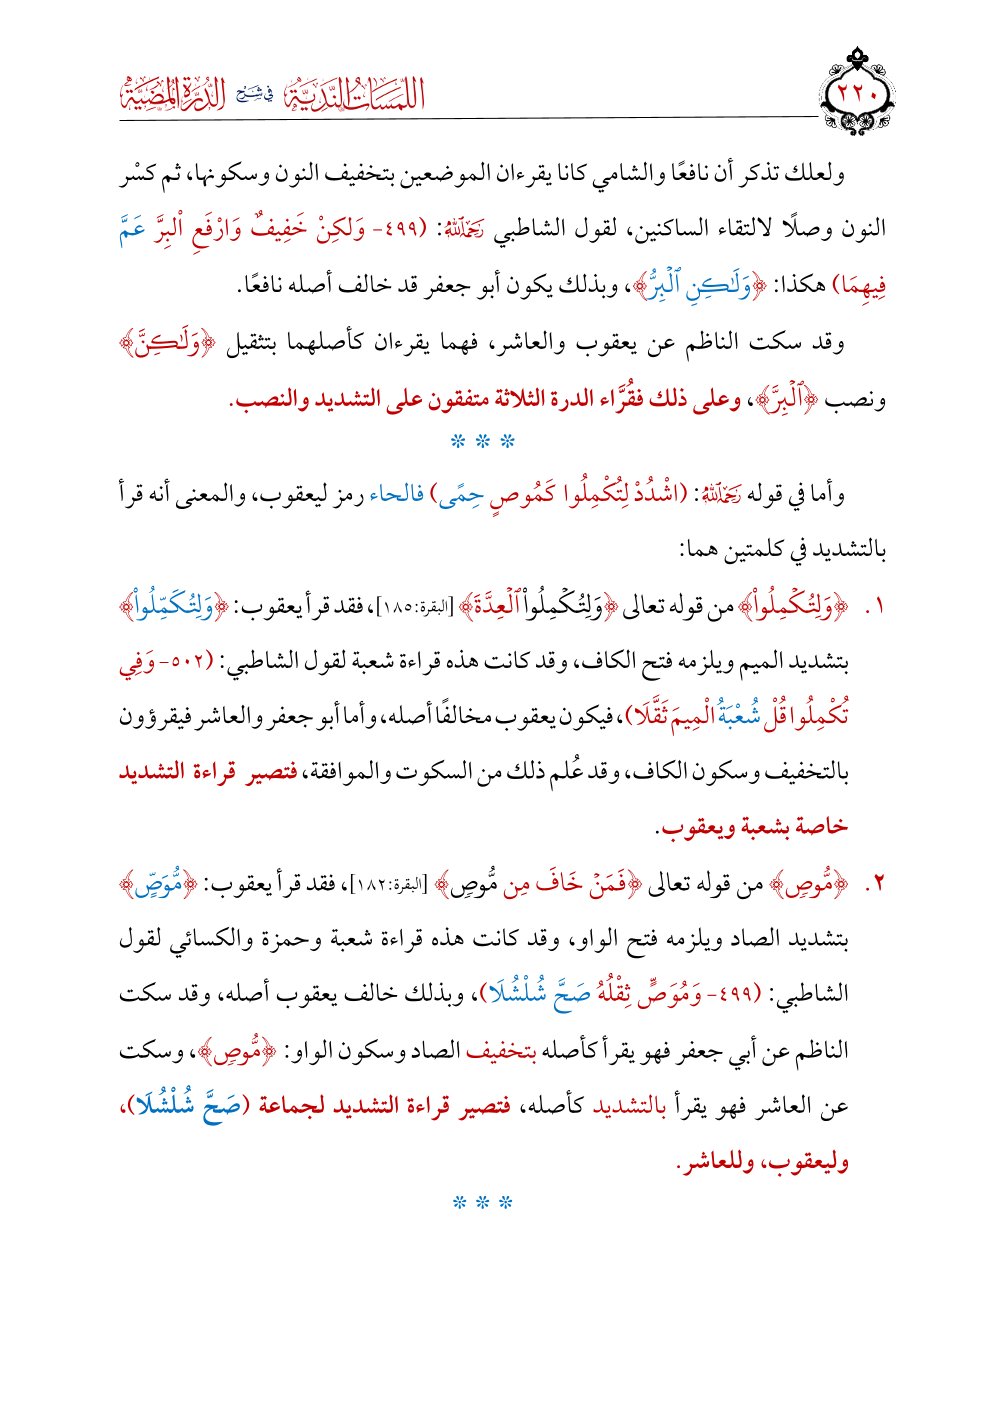 اللمسات الندية في شرح الدرة المضية
٢٢٠
ولعلك تذكر أن نافعًا والشامي كانا يقرءان الموضعين بتخفيف النون وسكونها، ثم كسْر
النون وصلًا لالتقاء الساكنين، لقول الشاطبي رَحِمَهُ اللَّهُ: (٤٩٩- وَلكِنْ خَفِيفٌ وَارْفَعِ اْلبِرَّ عَمَّ
فِيهِمَا) هكذا: ﴿وَلَٰكِنِ ٱلْبِرُّ﴾، وبذلك يكون أبو جعفر قد خالف أصله نافعًا.
وقد سكت الناظم عن يعقوب والعاشر، فهما يقرءان كأصلهما بتثقيل ﴿وَلَٰكِنَّ﴾
ونصب ﴿ٱلْبِرَّ﴾، وعلى ذلك فقُرَّاء الدرة الثلاثة متفقون على التشديد والنصب.
* * *
وأما في قوله رَحِمَهُ اللَّهُ: (اشْدُدْ لِتُكْمِلُوا كَمُوصٍ حِمًى) فالحاء رمز ليعقوب، والمعنى أنه قرأ
بالتشديد في كلمتين هما:
١. ﴿وَلِتُكْمِلُواْ﴾ من قوله تعالى ﴿وَلِتُكْمِلُواْ ٱلْعِدَّةَ﴾ [البقرة:١٨٥]، فقد قرأ يعقوب: ﴿وَلِتُكَمِّلُواْ﴾
بتشديد الميم ويلزمه فتح الكاف، وقد كانت هذه قراءة شعبة لقول الشاطبي: (٥٠٢- وَفِي
تُكْمِلُوا قُلْ شُعْبَةُ الْمِيمَ ثَقَّلَا)، فيكون يعقوب مخالفًا أصله، وأما أبو جعفر والعاشر فيقرؤون
بالتخفيف وسكون الكاف، وقد عُلم ذلك من السكوت والموافقة، فتصير قراءة التشديد
خاصة بشعبة ويعقوب.
٢. ﴿مُّوصٍ﴾ من قوله تعالى ﴿فَمَنْ خَافَ مِن مُّوصٍ﴾ [البقرة:١٨٢]، فقد قرأ يعقوب: ﴿مُّوَصٍّ﴾
بتشديد الصاد ويلزمه فتح الواو، وقد كانت هذه قراءة شعبة وحمزة والكسائي لقول
الشاطبي: (٤٩٩- وَمُوَصٍّ ثِقْلُهُ صَحَّ شُلْشُلَا)، وبذلك خالف يعقوب أصله، وقد سكت
الناظم عن أبي جعفر فهو يقرأ كأصله بتخفيف الصاد وسكون الواو: ﴿مُّوصٍ﴾، وسكت
عن العاشر فهو يقرأ بالتشديد كأصله، فتصير قراءة التشديد لجماعة (صَحَّ شُلْشُلَا)،
وليعقوب، وللعاشر.
* * *